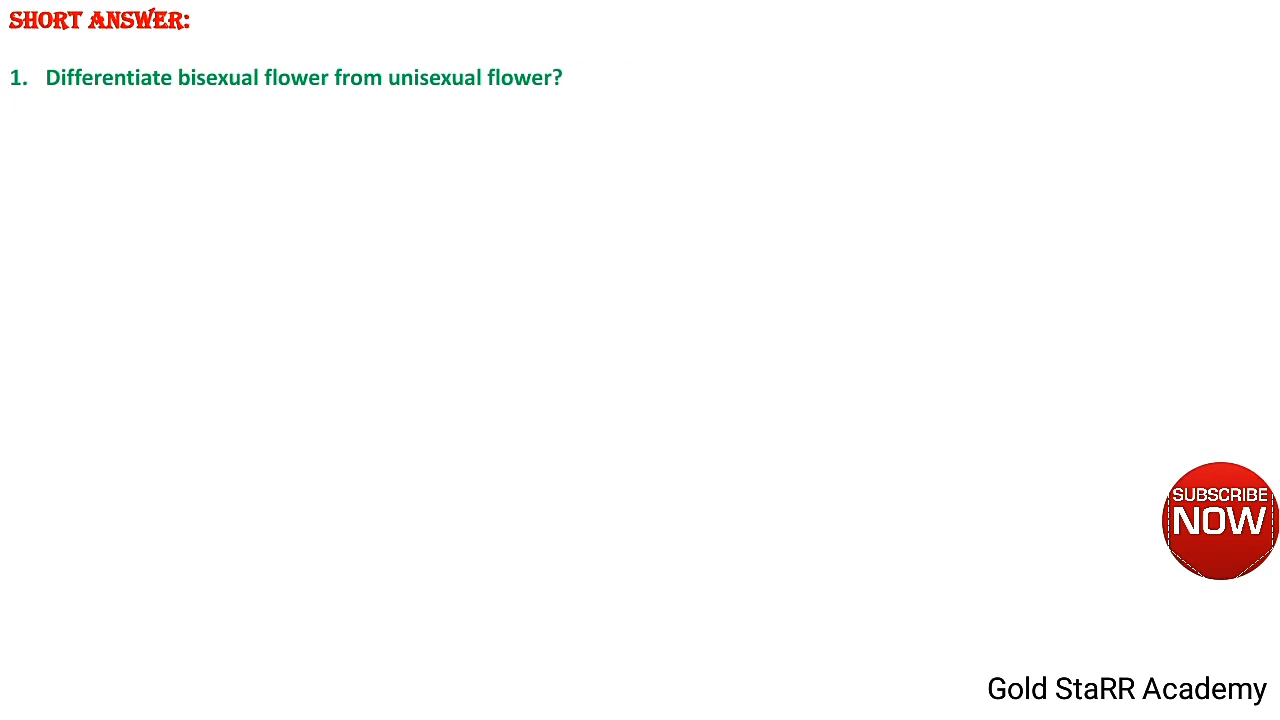 SHORT ANSWER:
1. Differentiate bisexual flower from unisexual flower?
SUBSCRIBE
NOW
Gold StaRR Academy